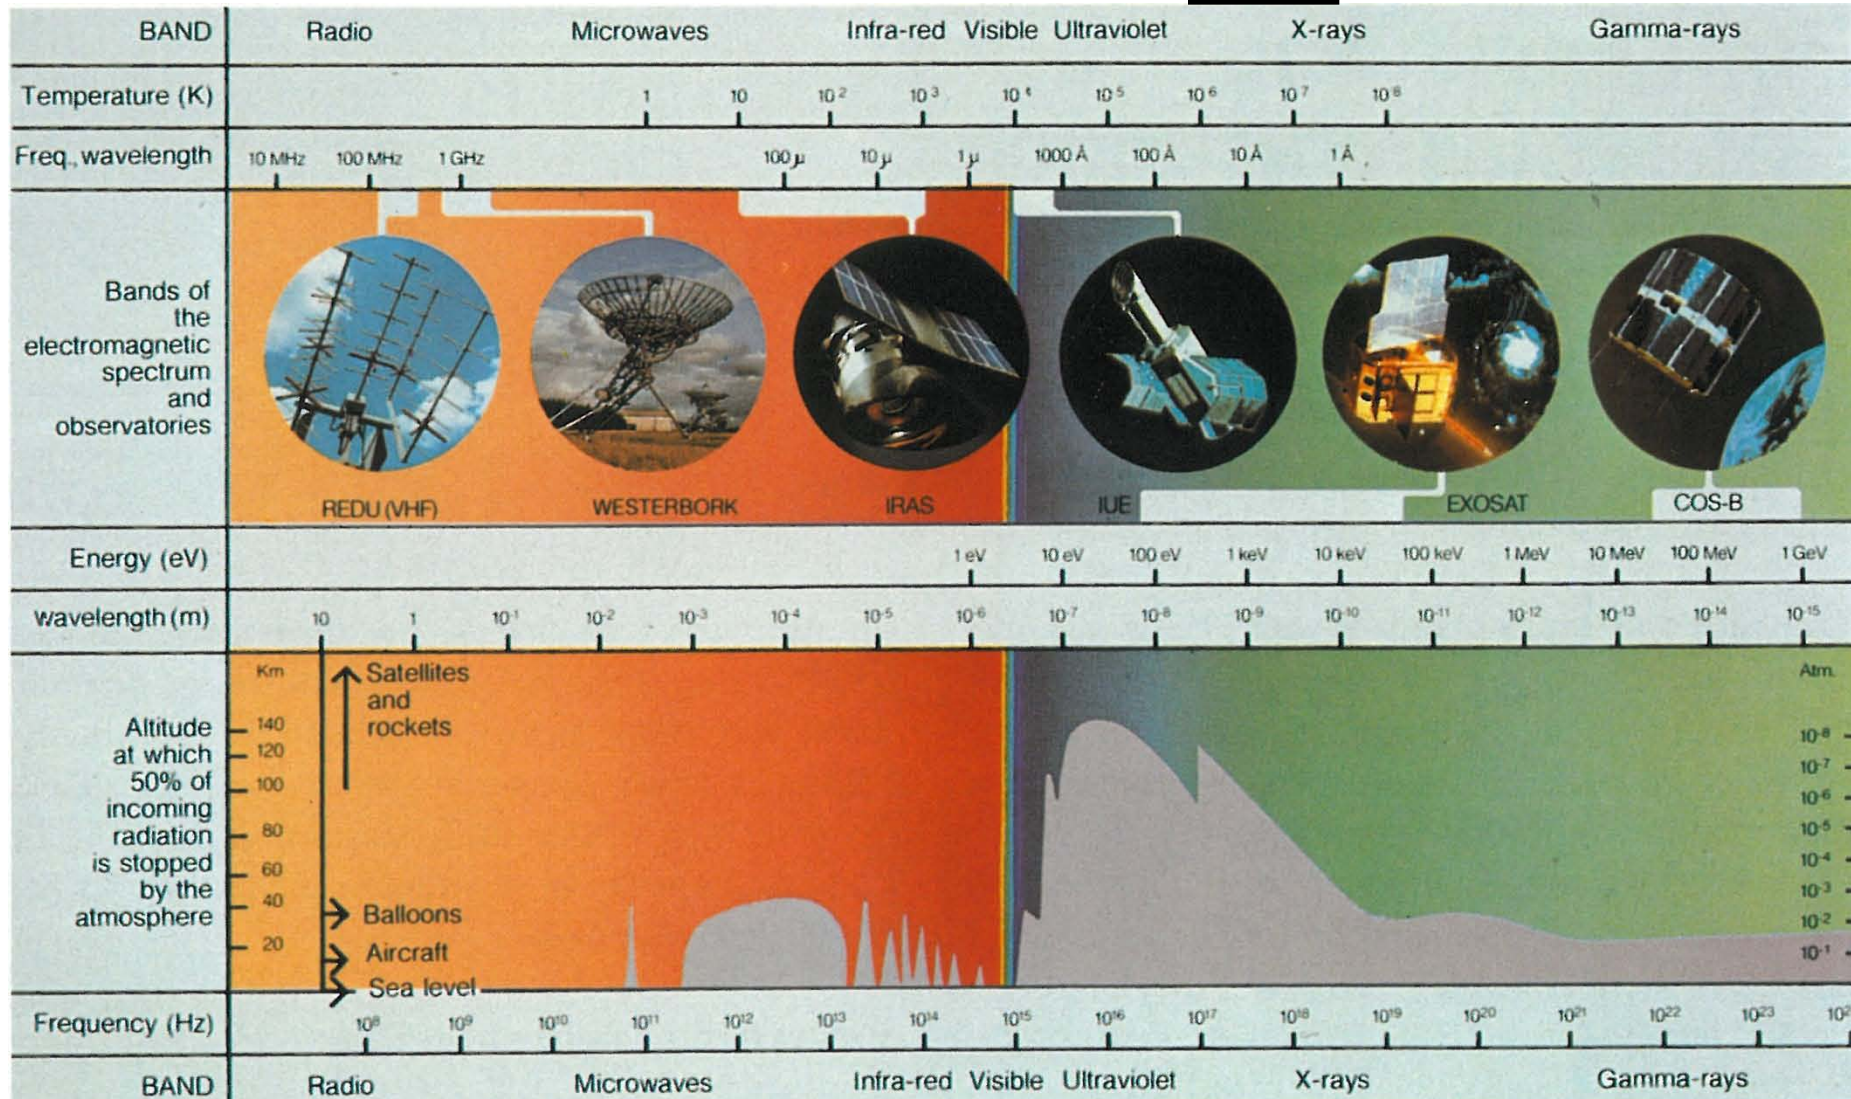 BAND Radio Microwaves Infra-red Visible Ultraviolet X-rays Gamma-rays
Temperature (K) 1 10 10² 10³ 10⁴ 10⁵ 10⁶ 10⁷ 10⁸
Freq., wavelength 10 MHz 100 MHz 1 GHz 100 µ 10 µ 1 µ 1000 Å 100 Å 10 Å 1 Å
Bands of
the
electromagnetic
spectrum
and
observatories
REDU (VHF) WESTERBORK IRAS IUE EXOSAT COS-B
Energy (eV) 1 eV 10 eV 100 eV 1 keV 10 keV 100 keV 1 MeV 10 MeV 100 MeV 1 GeV
wavelength (m) 10 1 10⁻¹ 10⁻² 10⁻³ 10⁻⁴ 10⁻⁵ 10⁻⁶ 10⁻⁷ 10⁻⁸ 10⁻⁹ 10⁻¹⁰ 10⁻¹¹ 10⁻¹² 10⁻¹³ 10⁻¹⁴ 10⁻¹⁵
Altitude
at which
50% of
incoming
radiation
is stopped
by the
atmosphere
Km
140
120
100
80
60
40
20
Satellites
and
rockets
Balloons
Aircraft
Sea level
Atm.
10⁻⁸
10⁻⁷
10⁻⁶
10⁻⁵
10⁻⁴
10⁻³
10⁻²
10⁻¹
Frequency (Hz) 10⁸ 10⁹ 10¹⁰ 10¹¹ 10¹² 10¹³ 10¹⁴ 10¹⁵ 10¹⁶ 10¹⁷ 10¹⁸ 10¹⁹ 10²⁰ 10²¹ 10²² 10²³
BAND Radio Microwaves Infra-red Visible Ultraviolet X-rays Gamma-rays